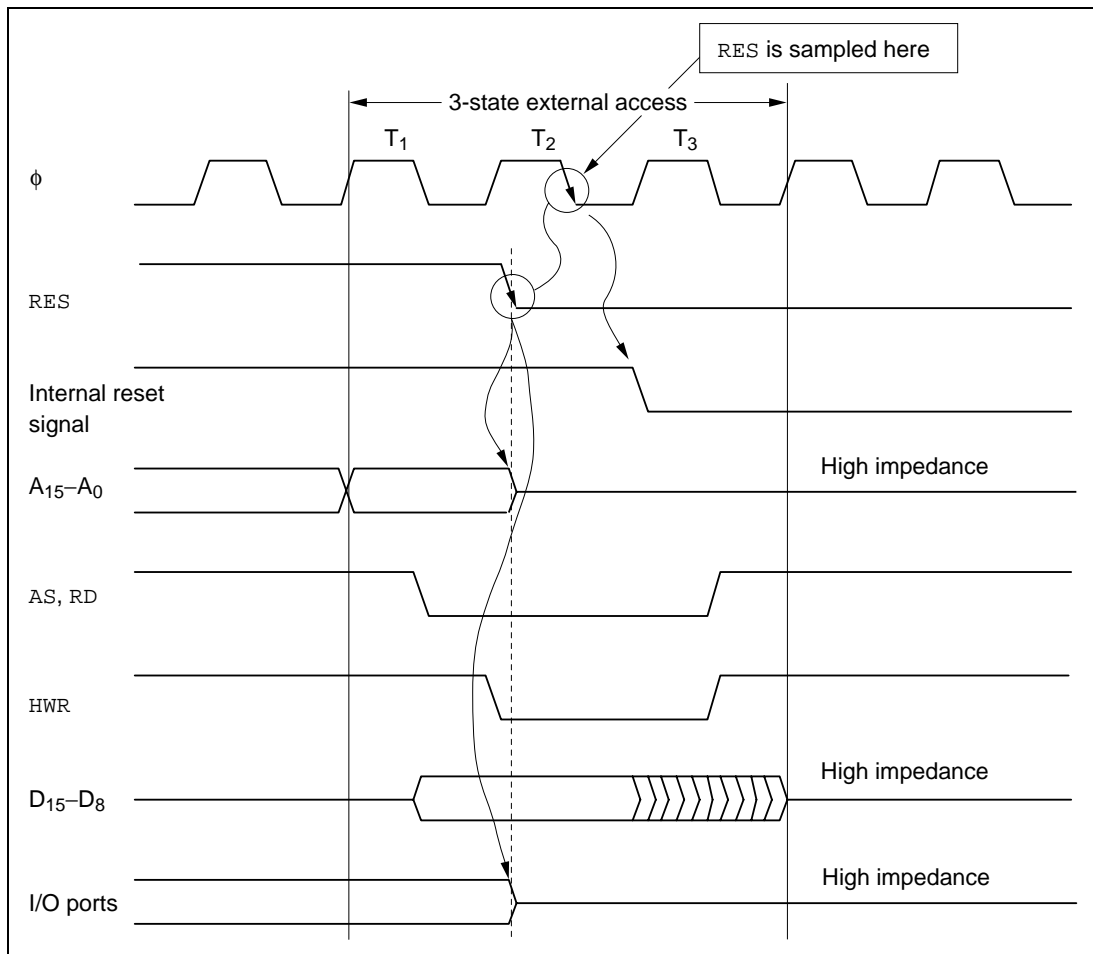 RES is sampled here
3-state external access
T₁ T₂ T₃
ϕ
RES
Internal reset
signal
A₁₅–A₀ High impedance
AS, RD
HWR
D₁₅–D₈ High impedance
I/O ports High impedance